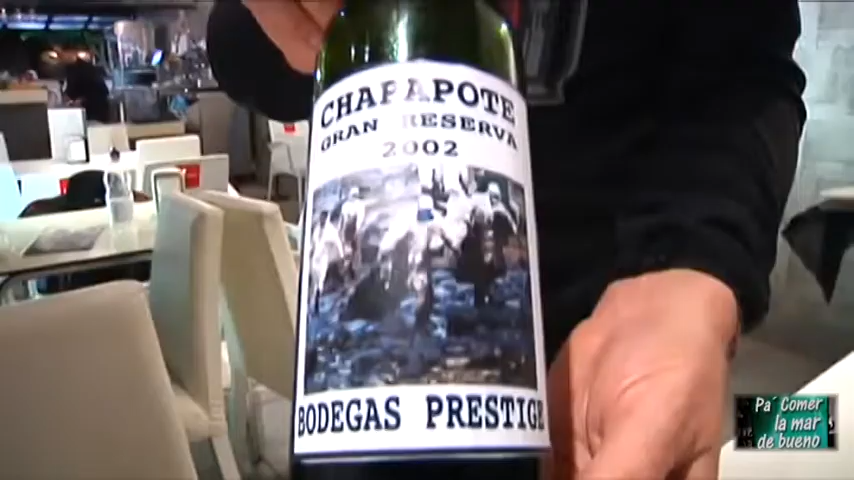 CHAPAPOTE
GRAN RESERVA
2002
BODEGAS PRESTIGE
Pa' Comer
la mar
de bueno